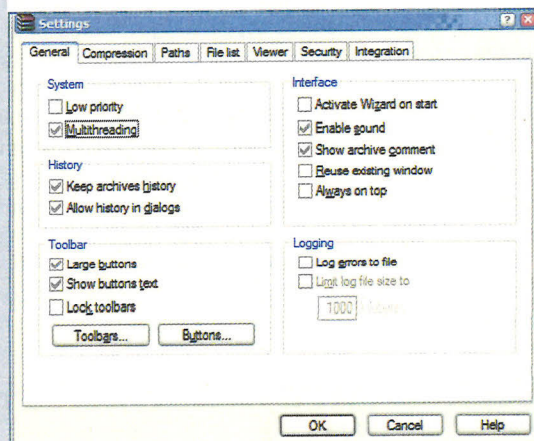 Settings
General Compression Paths File list Viewer Security Integration
System
Low priority
Multithreading
History
Keep archives history
Allow history in dialogs
Toolbar
Large buttons
Show buttons text
Lock toolbars
Toolbars... Buttons...
Interface
Activate Wizard on start
Enable sound
Show archive comment
Reuse existing window
Always on top
Logging
Log errors to file
Limit log file size to
1000
OK Cancel Help